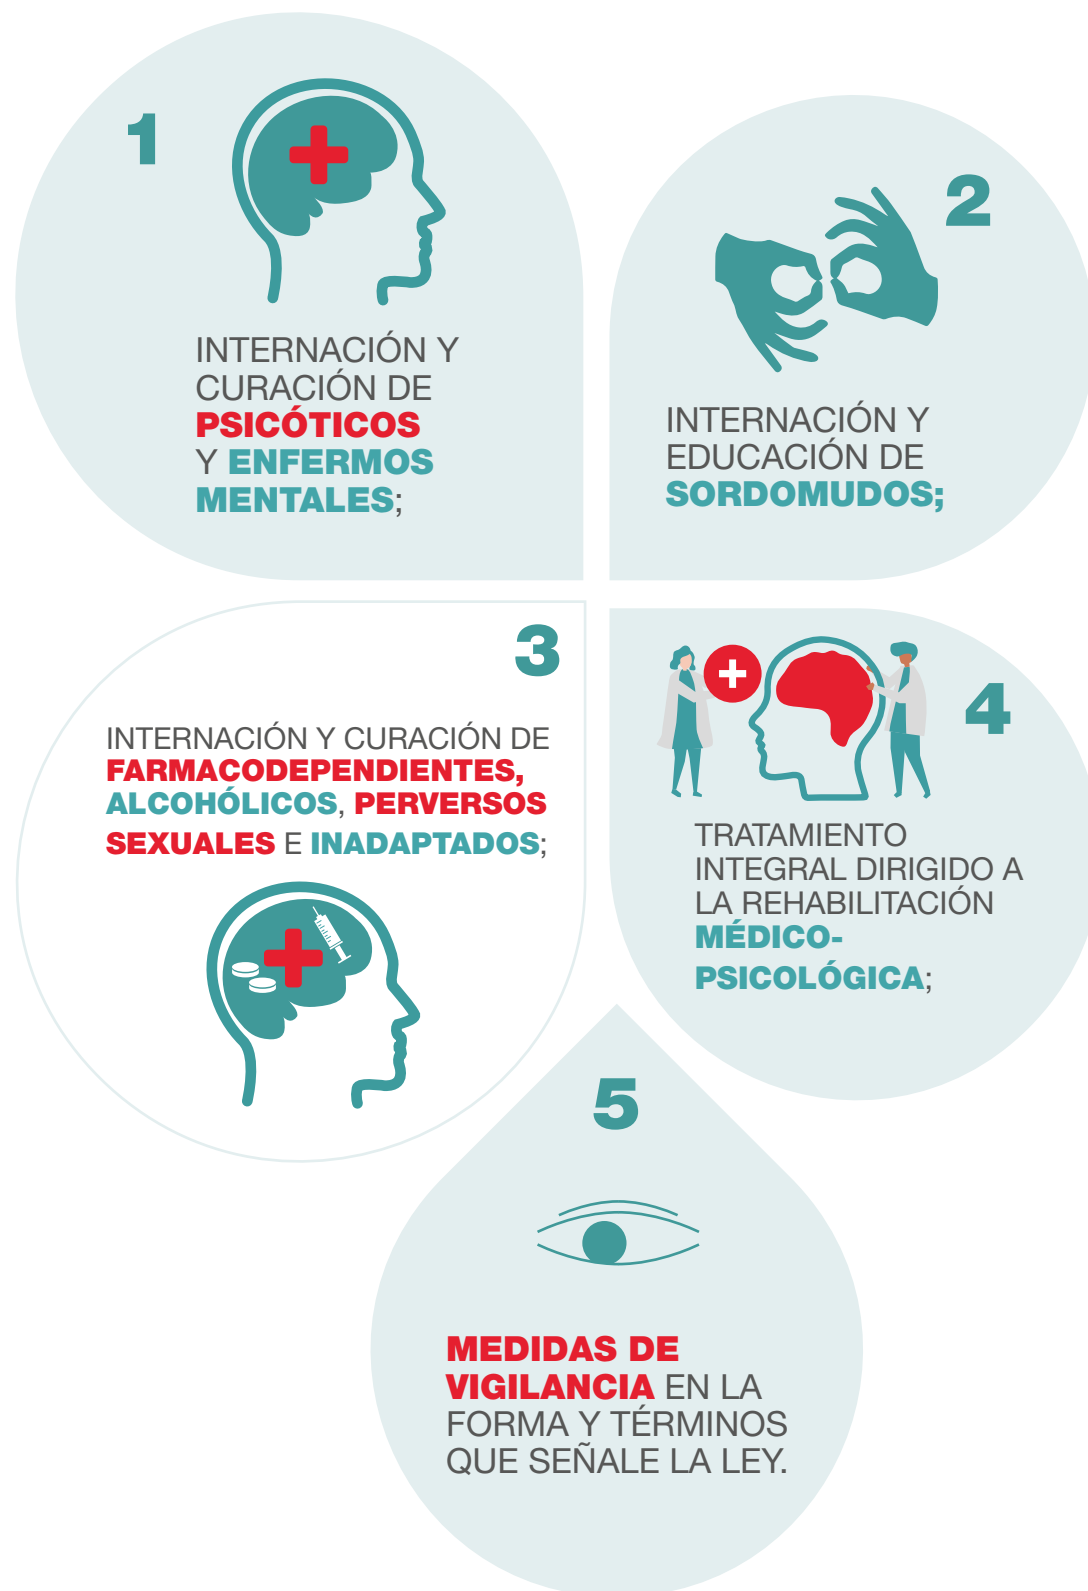 1
INTERNACIÓN Y
CURACIÓN DE
PSICÓTICOS
Y ENFERMOS
MENTALES;
2
INTERNACIÓN Y
EDUCACIÓN DE
SORDOMUDOS;
3
INTERNACIÓN Y CURACIÓN DE
FARMACODEPENDIENTES,
ALCOHÓLICOS, PERVERSOS
SEXUALES E INADAPTADOS;
4
TRATAMIENTO
INTEGRAL DIRIGIDO A
LA REHABILITACIÓN
MÉDICO-
PSICOLÓGICA;
5
MEDIDAS DE
VIGILANCIA EN LA
FORMA Y TÉRMINOS
QUE SEÑALE LA LEY.